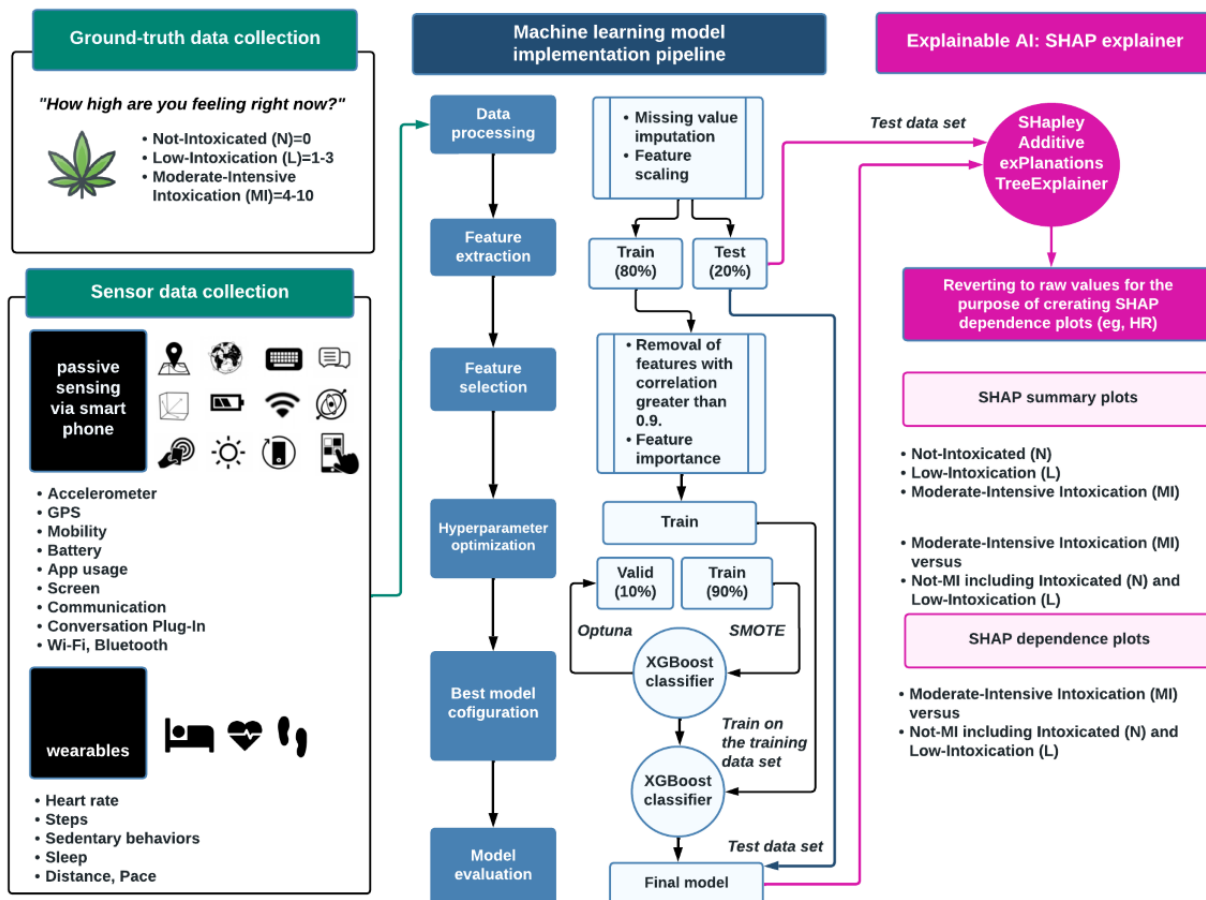 Ground-truth data collection
"How high are you feeling right now?"
• Not-Intoxicated (N)=0
• Low-Intoxication (L)=1-3
• Moderate-Intensive
Intoxication (MI)=4-10
Sensor data collection
passive
sensing
via smart
phone
• Accelerometer
• GPS
• Mobility
• Battery
• App usage
• Screen
• Communication
• Conversation Plug-In
• Wi-Fi, Bluetooth
wearables
• Heart rate
• Steps
• Sedentary behaviors
• Sleep
• Distance, Pace
Machine learning model
implementation pipeline
Data
processing
Feature
extraction
Feature
selection
Hyperparameter
optimization
Best model
cofiguration
Model
evaluation
• Missing value
imputation
• Feature
scaling
Train
(80%)
Test
(20%)
• Removal of
features with
correlation
greater than
0.9.
• Feature
importance
Train
Valid
(10%)
Train
(90%)
Optuna
SMOTE
XGBoost
classifier
Train on
the training
data set
XGBoost
classifier
Test data set
Final model
Explainable AI: SHAP explainer
Test data set
SHapley
Additive
exPlanations
TreeExplainer
Reverting to raw values for the
purpose of crerating SHAP
dependence plots (eg, HR)
SHAP summary plots
• Not-Intoxicated (N)
• Low-Intoxication (L)
• Moderate-Intensive Intoxication (MI)
• Moderate-Intensive Intoxication (MI)
versus
• Not-MI including Intoxicated (N) and
Low-Intoxication (L)
SHAP dependence plots
• Moderate-Intensive Intoxication (MI)
versus
• Not-MI including Intoxicated (N) and
Low-Intoxication (L)